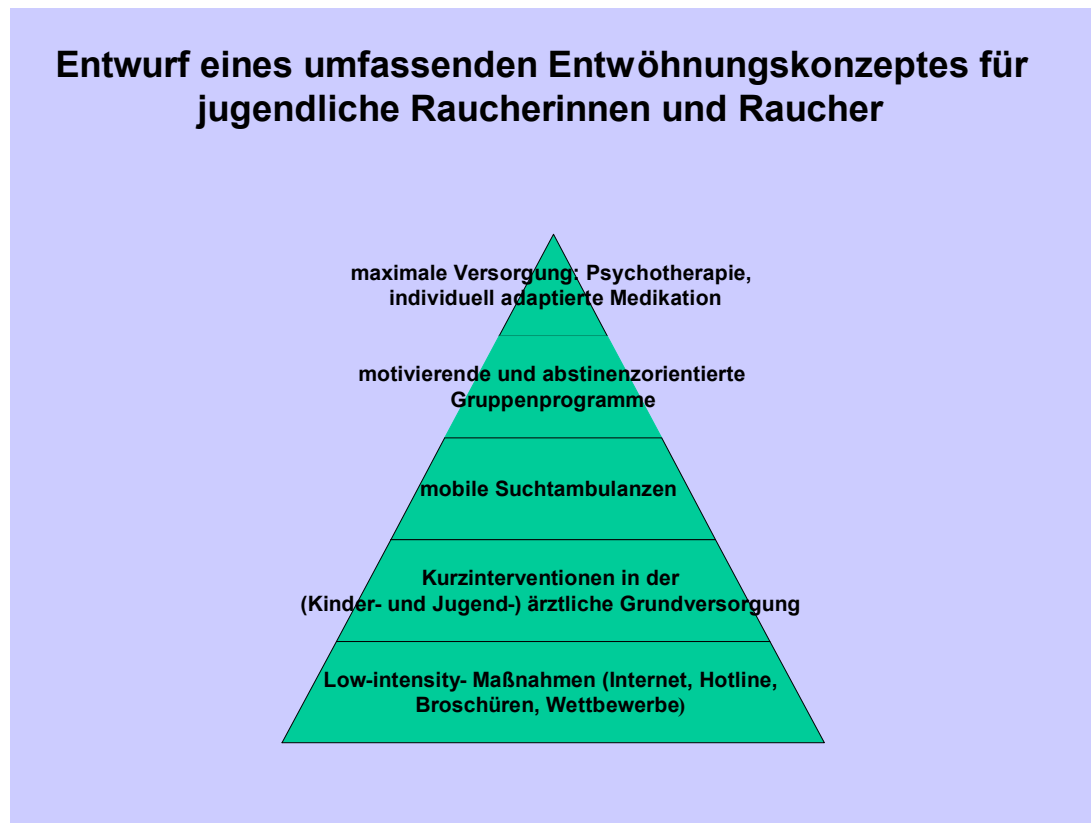 Entwurf eines umfassenden Entwöhnungskonzeptes für
jugendliche Raucherinnen und Raucher
maximale Versorgung: Psychotherapie,
individuell adaptierte Medikation
motivierende und abstinenzorientierte
Gruppenprogramme
mobile Suchtambulanzen
Kurzinterventionen in der
(Kinder- und Jugend-) ärztliche Grundversorgung
Low-intensity- Maßnahmen (Internet, Hotline,
Broschüren, Wettbewerbe)